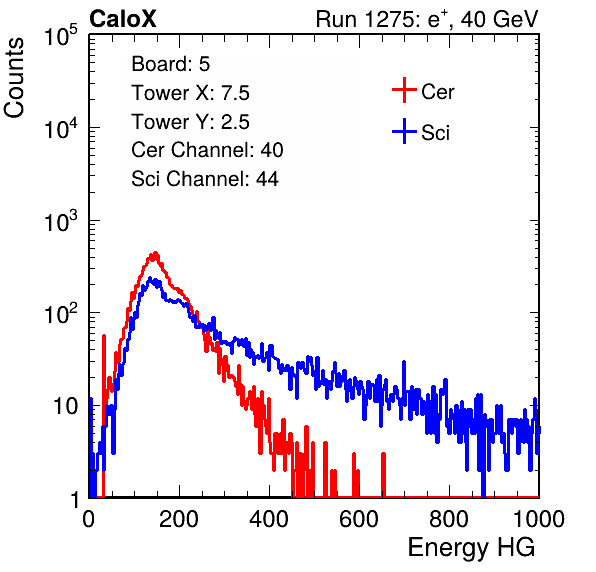 CaloX Run 1275: e⁺, 40 GeV
Counts
Board: 5
Tower X: 7.5
Tower Y: 2.5
Cer Channel: 40
Sci Channel: 44
Cer
Sci
10⁵
10⁴
10³
10²
10
1
0 200 400 600 800 1000
Energy HG